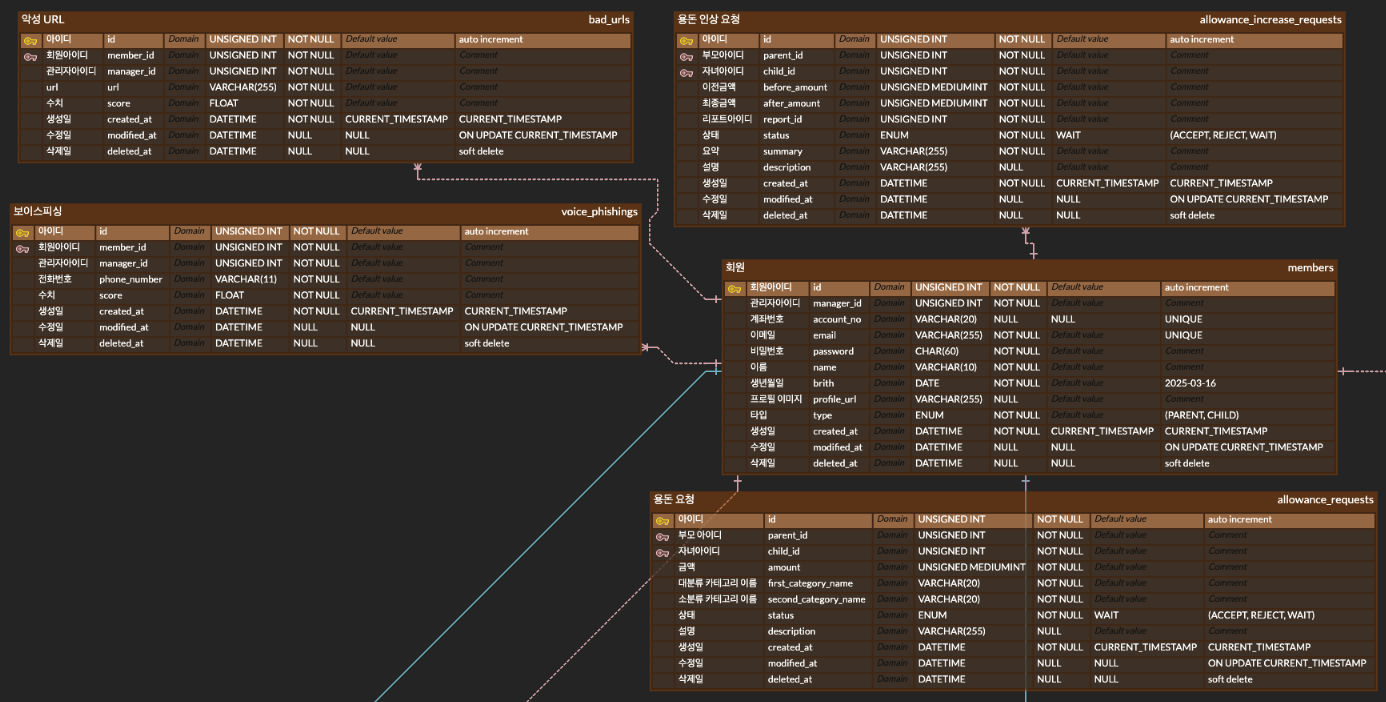 악성 URL bad_urls
아이디 id Domain UNSIGNED INT NOT NULL Default value auto increment
회원아이디 member_id Domain UNSIGNED INT NOT NULL Default value Comment
관리자아이디 manager_id Domain UNSIGNED INT NOT NULL Default value Comment
url url Domain VARCHAR(255) NOT NULL Default value Comment
수치 score Domain FLOAT NOT NULL Default value Comment
생성일 created_at Domain DATETIME NOT NULL CURRENT_TIMESTAMP CURRENT_TIMESTAMP
수정일 modified_at Domain DATETIME NULL NULL ON UPDATE CURRENT_TIMESTAMP
삭제일 deleted_at Domain DATETIME NULL NULL soft delete
용돈 인상 요청 allowance_increase_requests
아이디 id Domain UNSIGNED INT NOT NULL Default value auto increment
부모아이디 parent_id Domain UNSIGNED INT NOT NULL Default value Comment
자녀아이디 child_id Domain UNSIGNED INT NOT NULL Default value Comment
이전금액 before_amount Domain UNSIGNED MEDIUMINT NOT NULL Default value Comment
최종금액 after_amount Domain UNSIGNED MEDIUMINT NOT NULL Default value Comment
리포트아이디 report_id Domain UNSIGNED INT NOT NULL Default value Comment
상태 status Domain ENUM NOT NULL WAIT (ACCEPT, REJECT, WAIT)
요약 summary Domain VARCHAR(255) NOT NULL Default value Comment
설명 description Domain VARCHAR(255) NULL Default value Comment
생성일 created_at Domain DATETIME NOT NULL CURRENT_TIMESTAMP CURRENT_TIMESTAMP
수정일 modified_at Domain DATETIME NULL NULL ON UPDATE CURRENT_TIMESTAMP
삭제일 deleted_at Domain DATETIME NULL NULL soft delete
보이스피싱 voice_phishings
아이디 id Domain UNSIGNED INT NOT NULL Default value auto increment
회원아이디 member_id Domain UNSIGNED INT NOT NULL Default value Comment
관리자아이디 manager_id Domain UNSIGNED INT NOT NULL Default value Comment
전화번호 phone_number Domain VARCHAR(11) NOT NULL Default value Comment
수치 score Domain FLOAT NOT NULL Default value Comment
생성일 created_at Domain DATETIME NOT NULL CURRENT_TIMESTAMP CURRENT_TIMESTAMP
수정일 modified_at Domain DATETIME NULL NULL ON UPDATE CURRENT_TIMESTAMP
삭제일 deleted_at Domain DATETIME NULL NULL soft delete
회원 members
회원아이디 id Domain UNSIGNED INT NOT NULL Default value auto increment
관리자아이디 manager_id Domain UNSIGNED INT NOT NULL Default value Comment
계좌번호 account_no Domain VARCHAR(20) NULL NULL UNIQUE
이메일 email Domain VARCHAR(255) NOT NULL Default value UNIQUE
비밀번호 password Domain CHAR(60) NOT NULL Default value Comment
이름 name Domain VARCHAR(10) NOT NULL Default value Comment
생년월일 brith Domain DATE NOT NULL Default value 2025-03-16
프로필 이미지 profile_url Domain VARCHAR(255) NULL Default value Comment
타입 type Domain ENUM NOT NULL Default value (PARENT, CHILD)
생성일 created_at Domain DATETIME NOT NULL CURRENT_TIMESTAMP CURRENT_TIMESTAMP
수정일 modified_at Domain DATETIME NULL NULL ON UPDATE CURRENT_TIMESTAMP
삭제일 deleted_at Domain DATETIME NULL NULL soft delete
용돈 요청 allowance_requests
아이디 id Domain UNSIGNED INT NOT NULL Default value auto increment
부모 아이디 parent_id Domain UNSIGNED INT NOT NULL Default value Comment
자녀아이디 child_id Domain UNSIGNED INT NOT NULL Default value Comment
금액 amount Domain UNSIGNED MEDIUMINT NOT NULL Default value Comment
대분류 카테고리 이름 first_category_name Domain VARCHAR(20) NOT NULL Default value Comment
소분류 카테고리 이름 second_category_name Domain VARCHAR(20) NOT NULL Default value Comment
상태 status Domain ENUM NOT NULL WAIT (ACCEPT, REJECT, WAIT)
설명 description Domain VARCHAR(255) NULL Default value Comment
생성일 created_at Domain DATETIME NOT NULL CURRENT_TIMESTAMP CURRENT_TIMESTAMP
수정일 modified_at Domain DATETIME NULL NULL ON UPDATE CURRENT_TIMESTAMP
삭제일 deleted_at Domain DATETIME NULL NULL soft delete